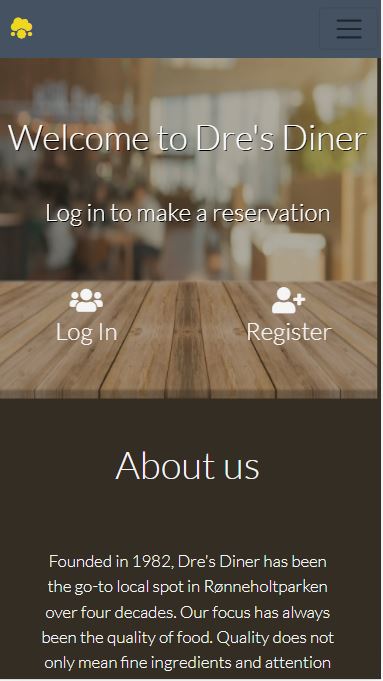 Welcome to Dre's Diner
Log in to make a reservation
Log In
Register
About us
Founded in 1982, Dre's Diner has been
the go-to local spot in Rønneholtparken
over four decades. Our focus has always
been the quality of food. Quality does not
only mean fine ingredients and attention